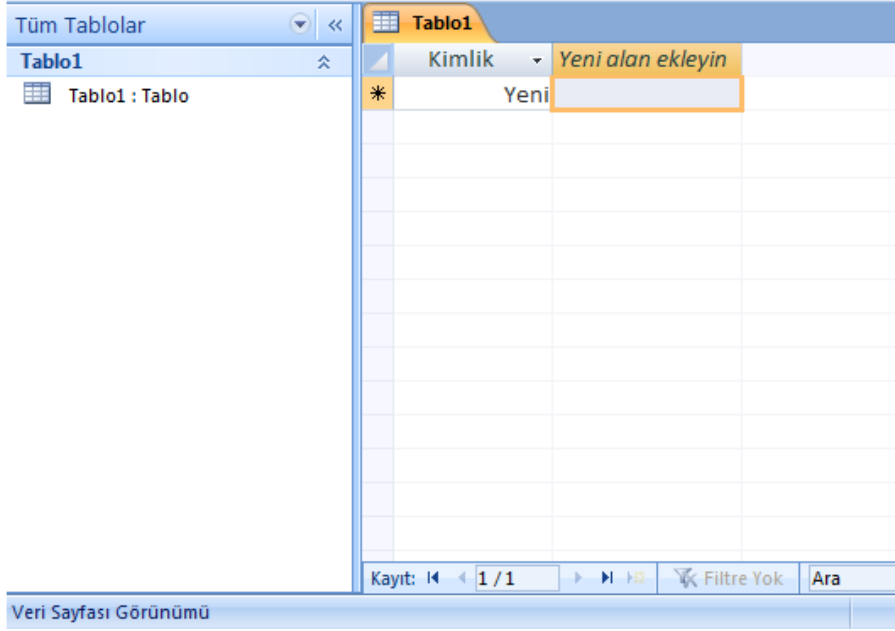 Tüm Tablolar
Tablo1
Tablo1 : Tablo
Tablo1
Kimlik Yeni alan ekleyin
Yeni
Kayıt: 1 / 1 Filtre Yok Ara
Veri Sayfası Görünümü